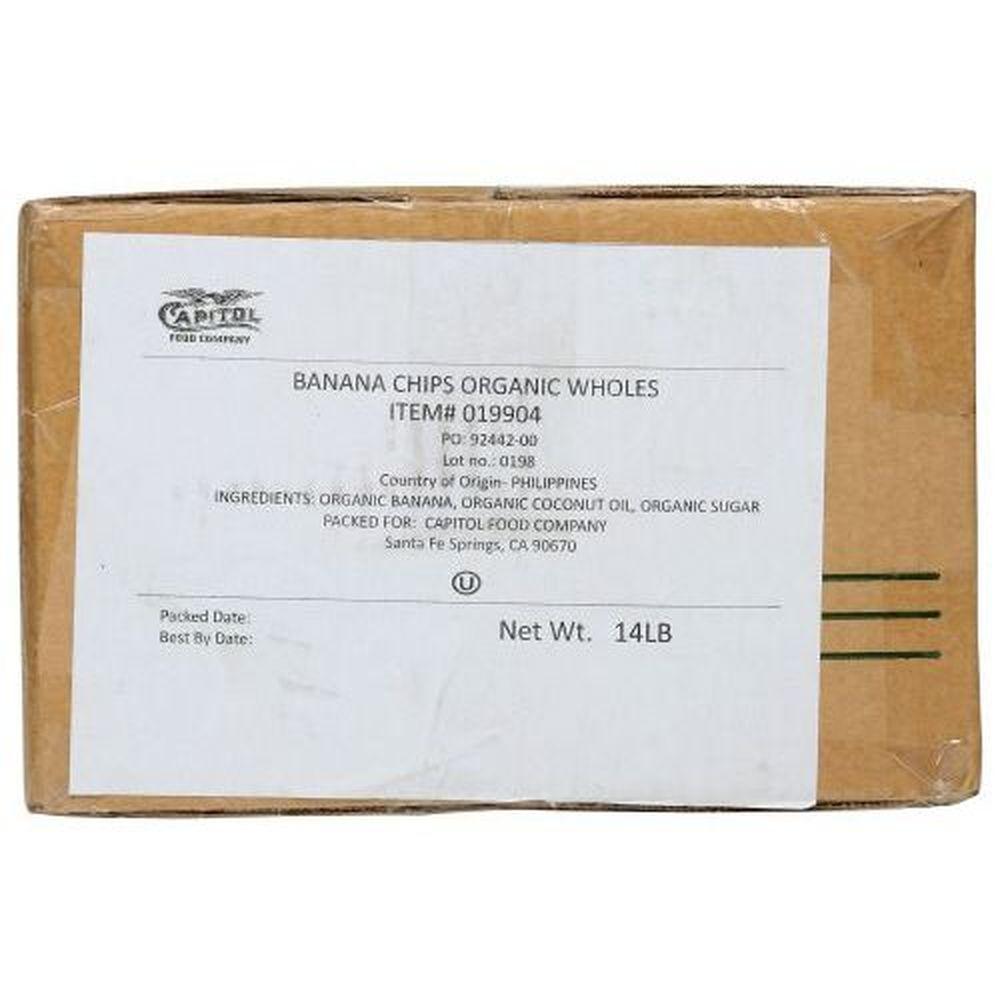 CAPITOL
FOOD COMPANY
BANANA CHIPS ORGANIC WHOLES
ITEM# 019904
PO: 92442-00
Lot no.: 0198
Country of Origin- PHILIPPINES
INGREDIENTS: ORGANIC BANANA, ORGANIC COCONUT OIL, ORGANIC SUGAR
PACKED FOR: CAPITOL FOOD COMPANY
Santa Fe Springs, CA 90670
U
Packed Date:
Best By Date:
Net Wt. 14LB